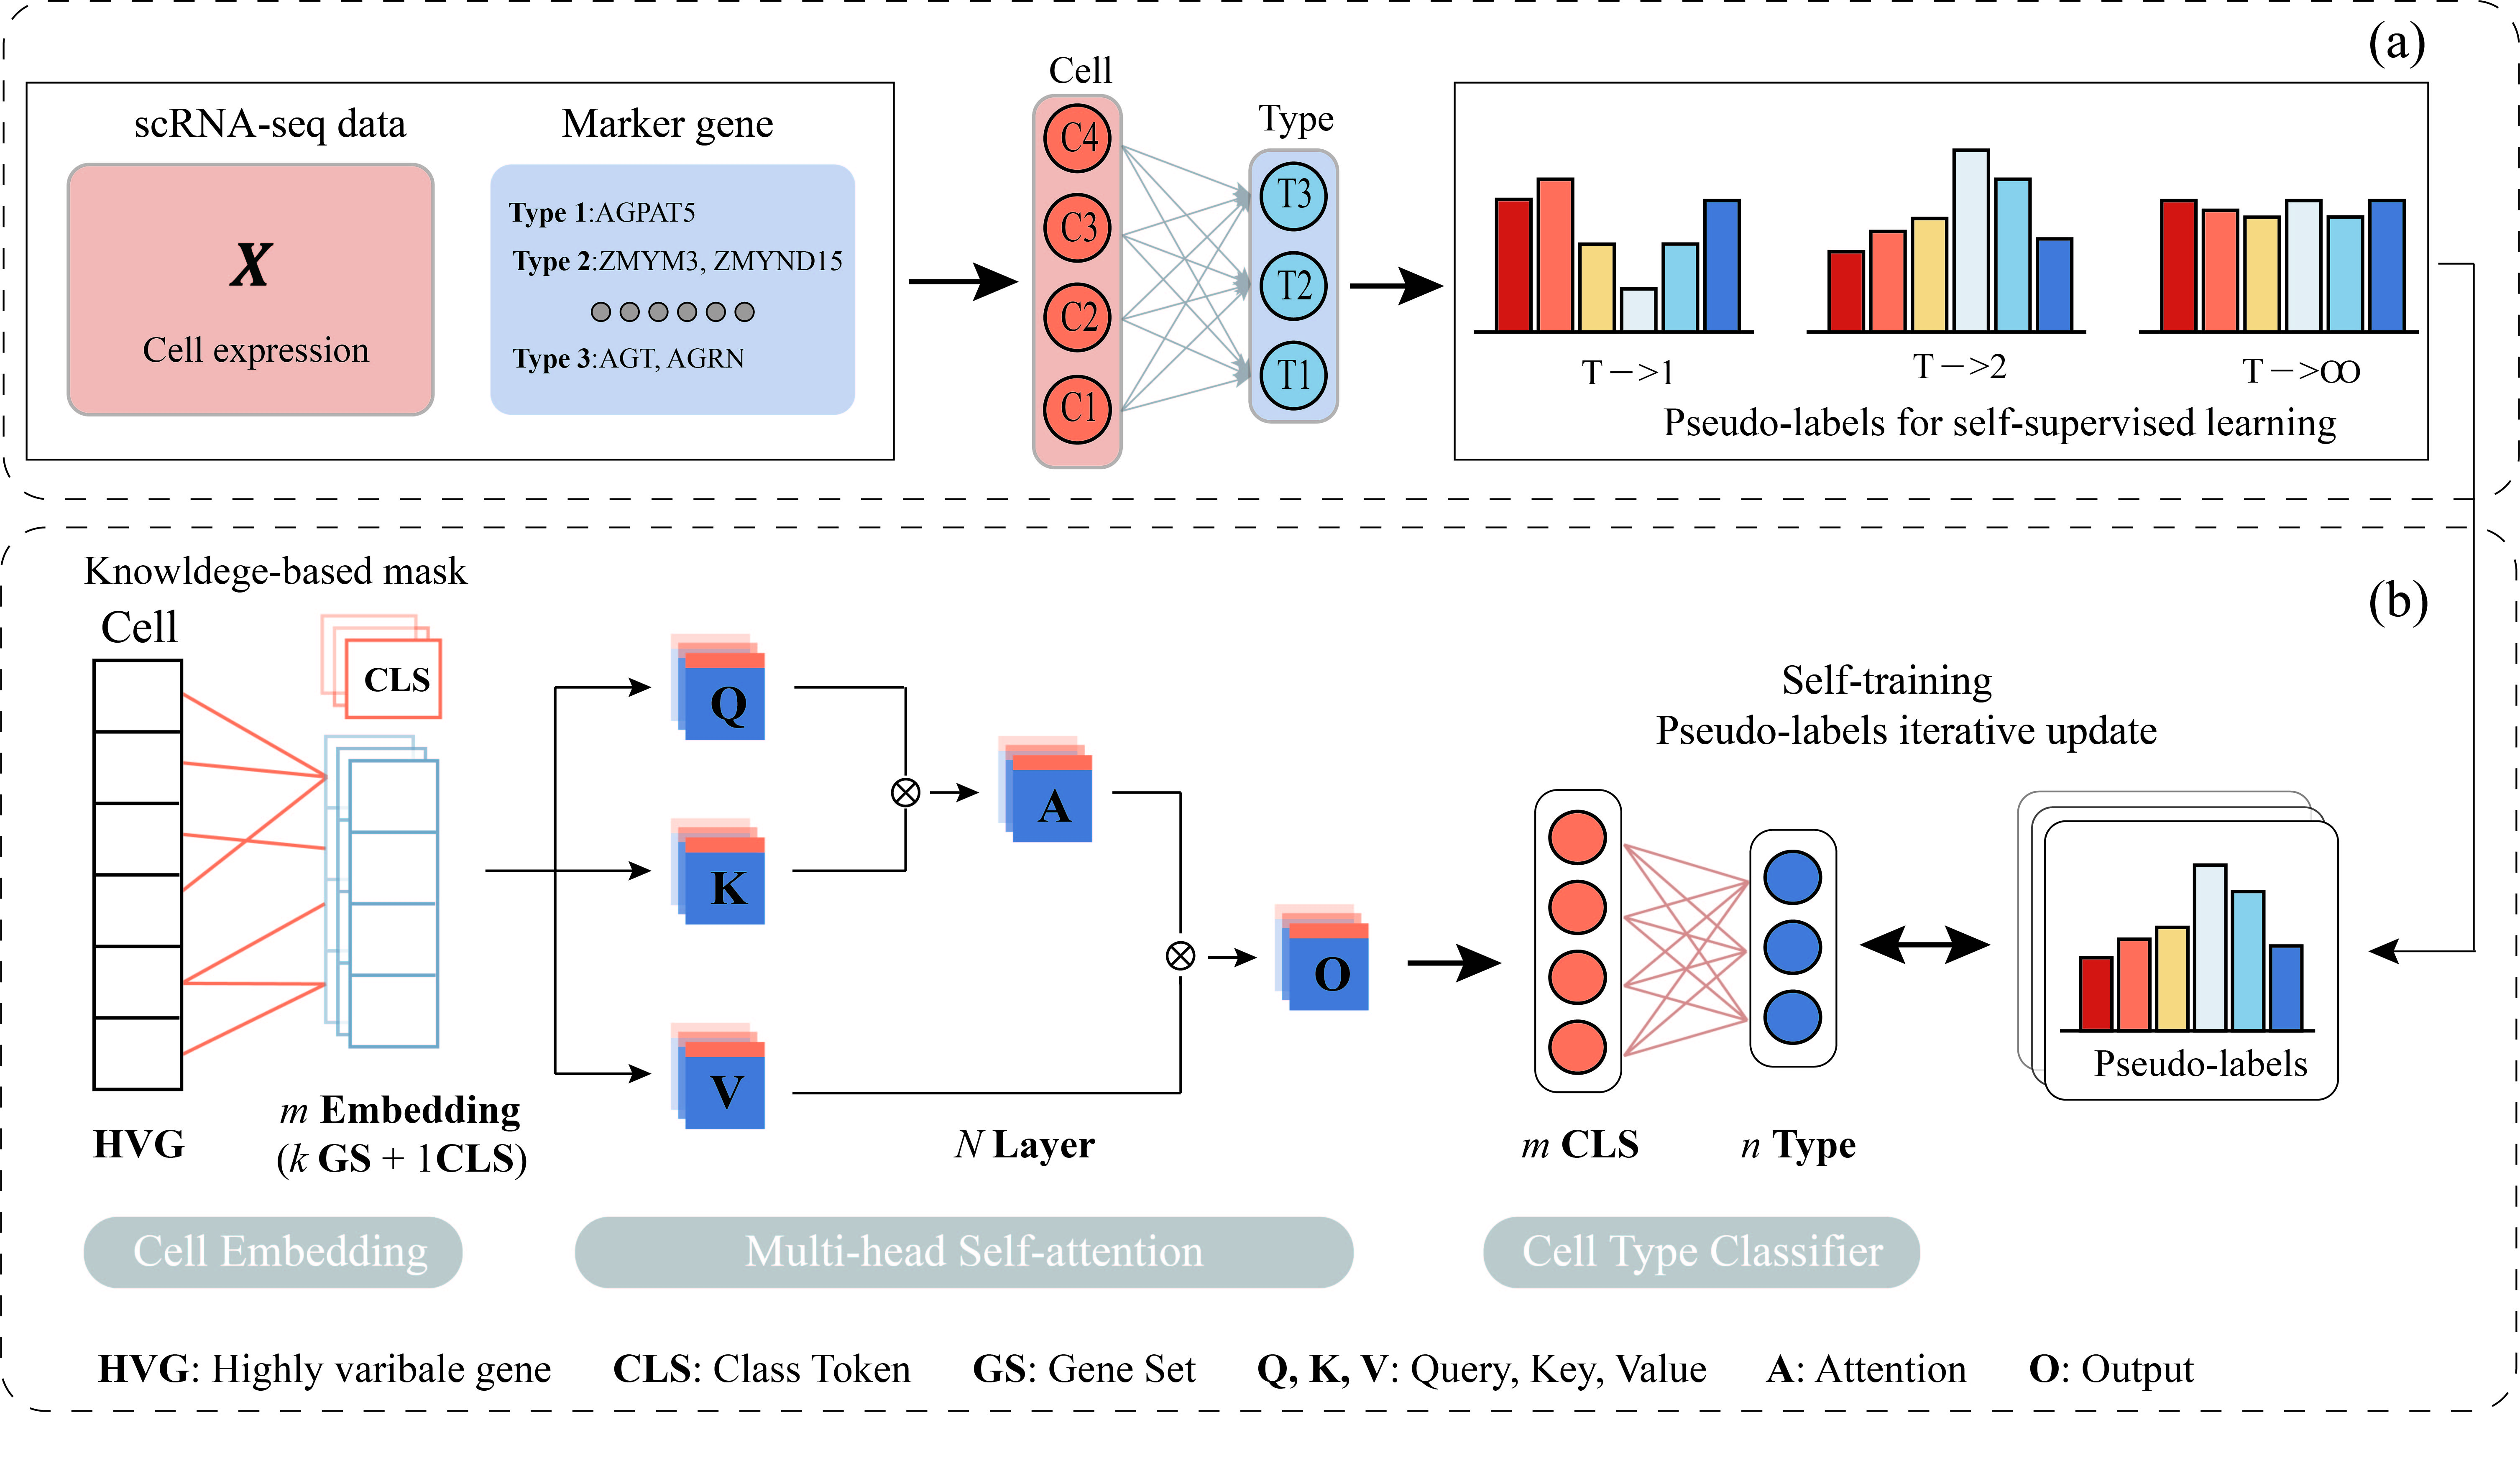 (a)
scRNA-seq data
X
Cell expression
Marker gene
Type 1:AGPAT5
Type 2:ZMYM3, ZMYND15
Type 3:AGT, AGRN
Cell
C4
C3
C2
C1
Type
T3
T2
T1
T—>1
T—>2
T—>∞
Pseudo-labels for self-supervised learning
(b)
Knowldege-based mask
Cell
CLS
HVG
m Embedding
(k GS + 1CLS)
Q
K
V
A
O
N Layer
Self-training
Pseudo-labels iterative update
m CLS
n Type
Pseudo-labels
Cell Embedding
Multi-head Self-attention
Cell Type Classifier
HVG: Highly varibale gene CLS: Class Token GS: Gene Set Q, K, V: Query, Key, Value A: Attention O: Output